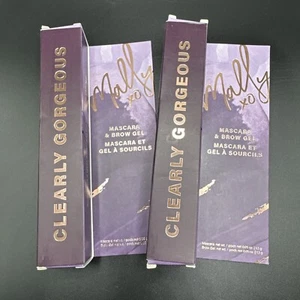 CLEARLY GORGEOUS
Mally
xo
MASCARA
& BROW GEL
MASCARA ET
GEL À SOURCILS
CLEARLY GORGEOUS
Mally
xo
MASCARA
& BROW GEL
MASCARA ET
GEL À SOURCILS